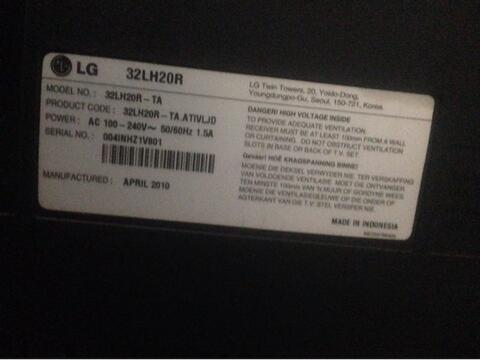 LG 32LH20R
MODEL NO. : 32LH20R-TA
PRODUCT CODE : 32LH20R-TA.ATIVLJD
POWER : AC 100-240V~ 50/60Hz 1.5A
SERIAL NO. : 004INHZ1V801
MANUFACTURED : APRIL 2010
LG Twin Towers, 20, Yoido-Dong,
Youngdungpo-Gu, Seoul, 150-721, Korea.
DANGER! HIGH VOLTAGE INSIDE
TO PROVIDE ADEQUATE VENTILATION,
RECEIVER MUST BE AT LEAST 100mm FROM A WALL
OR CURTAINING. DO NOT OBSTRUCT VENTILATION
SLOTS IN BASE OR BACK OF T.V. SET
Gevaar! HOË KRAGSPANNING BINNE!
MOENIE DIE DEKSEL VERWYDER NIE. TER VERSKAFFING
VAN VOLDOENDE VENTILASIE MOET DIE ONTVANGER
TEN MINSTE 100mm VAN 'N MUUR OF GORDYNE WEES
MOENIE DIE VENTILASIEGLEUWE OP DIE ONDER OF
AGTERKANT VAN DIE T.V. STEL VERSPER NIE.
MADE IN INDONESIA